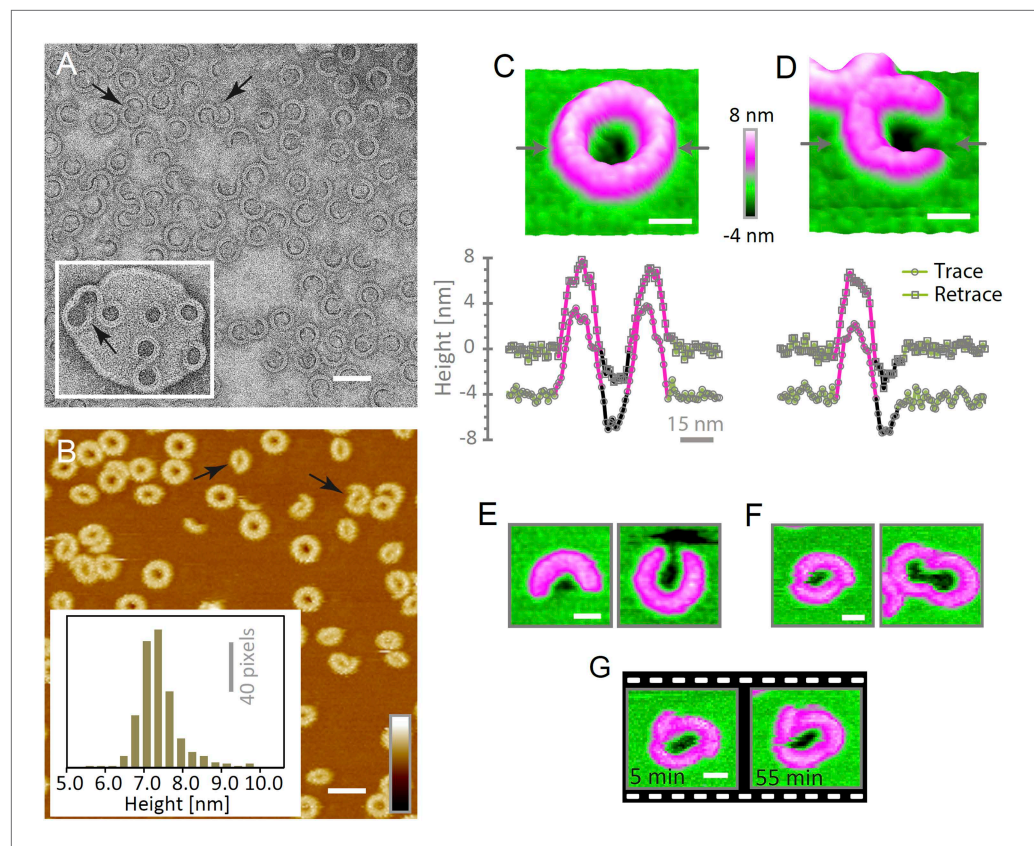 A
B
40 pixels
5.0 6.0 7.0 8.0 9.0 10.0
Height [nm]
C
D
8 nm
-4 nm
Trace
Retrace
8
4
0
-4
-8
Height [nm]
15 nm
E
F
G
5 min
55 min